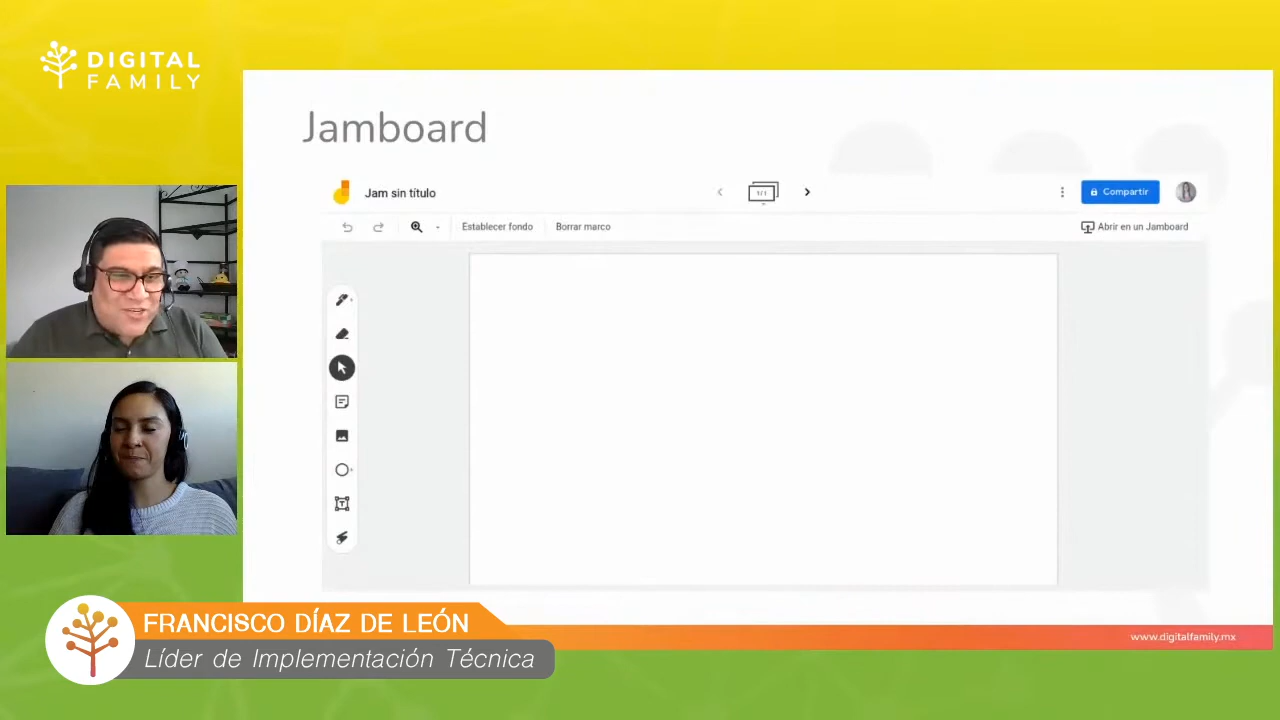 DIGITAL
FAMILY
Jamboard
Jam sin título
1/1
Compartir
Establecer fondo
Borrar marco
Abrir en un Jamboard
T
FRANCISCO DÍAZ DE LEÓN
Líder de Implementación Técnica
www.digitalfamily.mx